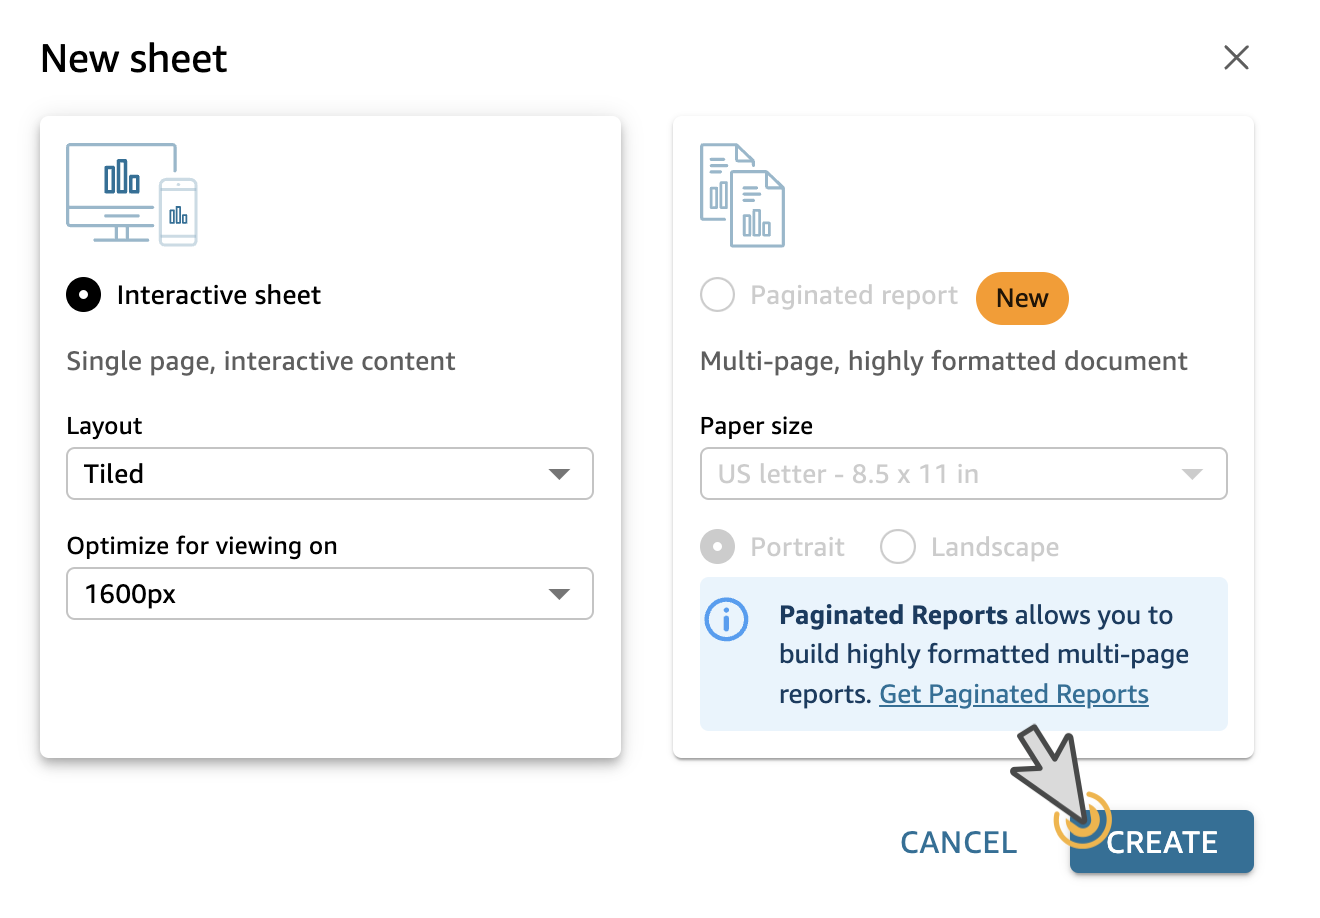 New sheet
Interactive sheet
Single page, interactive content
Layout
Tiled
Optimize for viewing on
1600px
Paginated report
New
Multi-page, highly formatted document
Paper size
US letter - 8.5 x 11 in
Portrait
Landscape
Paginated Reports allows you to
build highly formatted multi-page
reports. Get Paginated Reports
CANCEL
CREATE